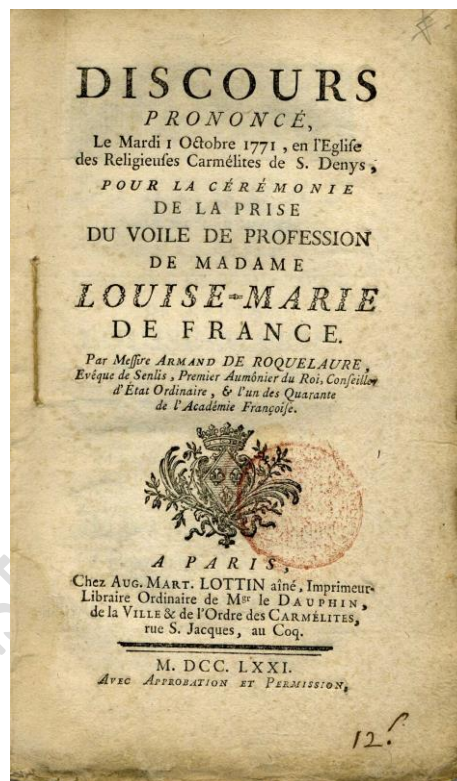 DISCOURS
PRONONCÉ,
Le Mardi 1 Octobre 1771, en l'Eglise
des Religieuses Carmélites de S. Denys,
POUR LA CÉRÉMONIE
DE LA PRISE
DU VOILE DE PROFESSION
DE MADAME
LOUISE-MARIE
DE FRANCE.
Par Messire ARMAND DE ROQUELAURE,
Evêque de Senlis, Premier Aumônier du Roi, Conseiller
d'État Ordinaire, & l'un des Quarante
de l'Académie Françoise.
A PARIS,
Chez AUG. MART. LOTTIN aîné, Imprimeur-
Libraire Ordinaire de Mgr le DAUPHIN,
de la VILLE & de l'Ordre des CARMÉLITES,
rue S. Jacques, au Coq.
M. DCC. LXXI.
AVEC APPROBATION ET PERMISSION,
12.